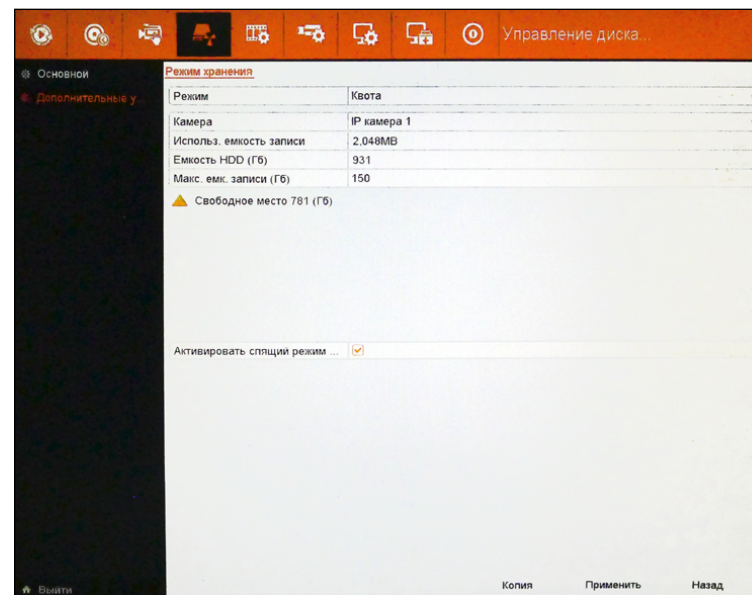 Управление диска...
Основной
Дополнительные у...
Режим хранения
Режим Квота
Камера IP камера 1
Использ. емкость записи 2,048MB
Емкость HDD (Гб) 931
Макс. емк. записи (Гб) 150
Свободное место 781 (Гб)
Активировать спящий режим ...
Выйти
Копия Применить Назад